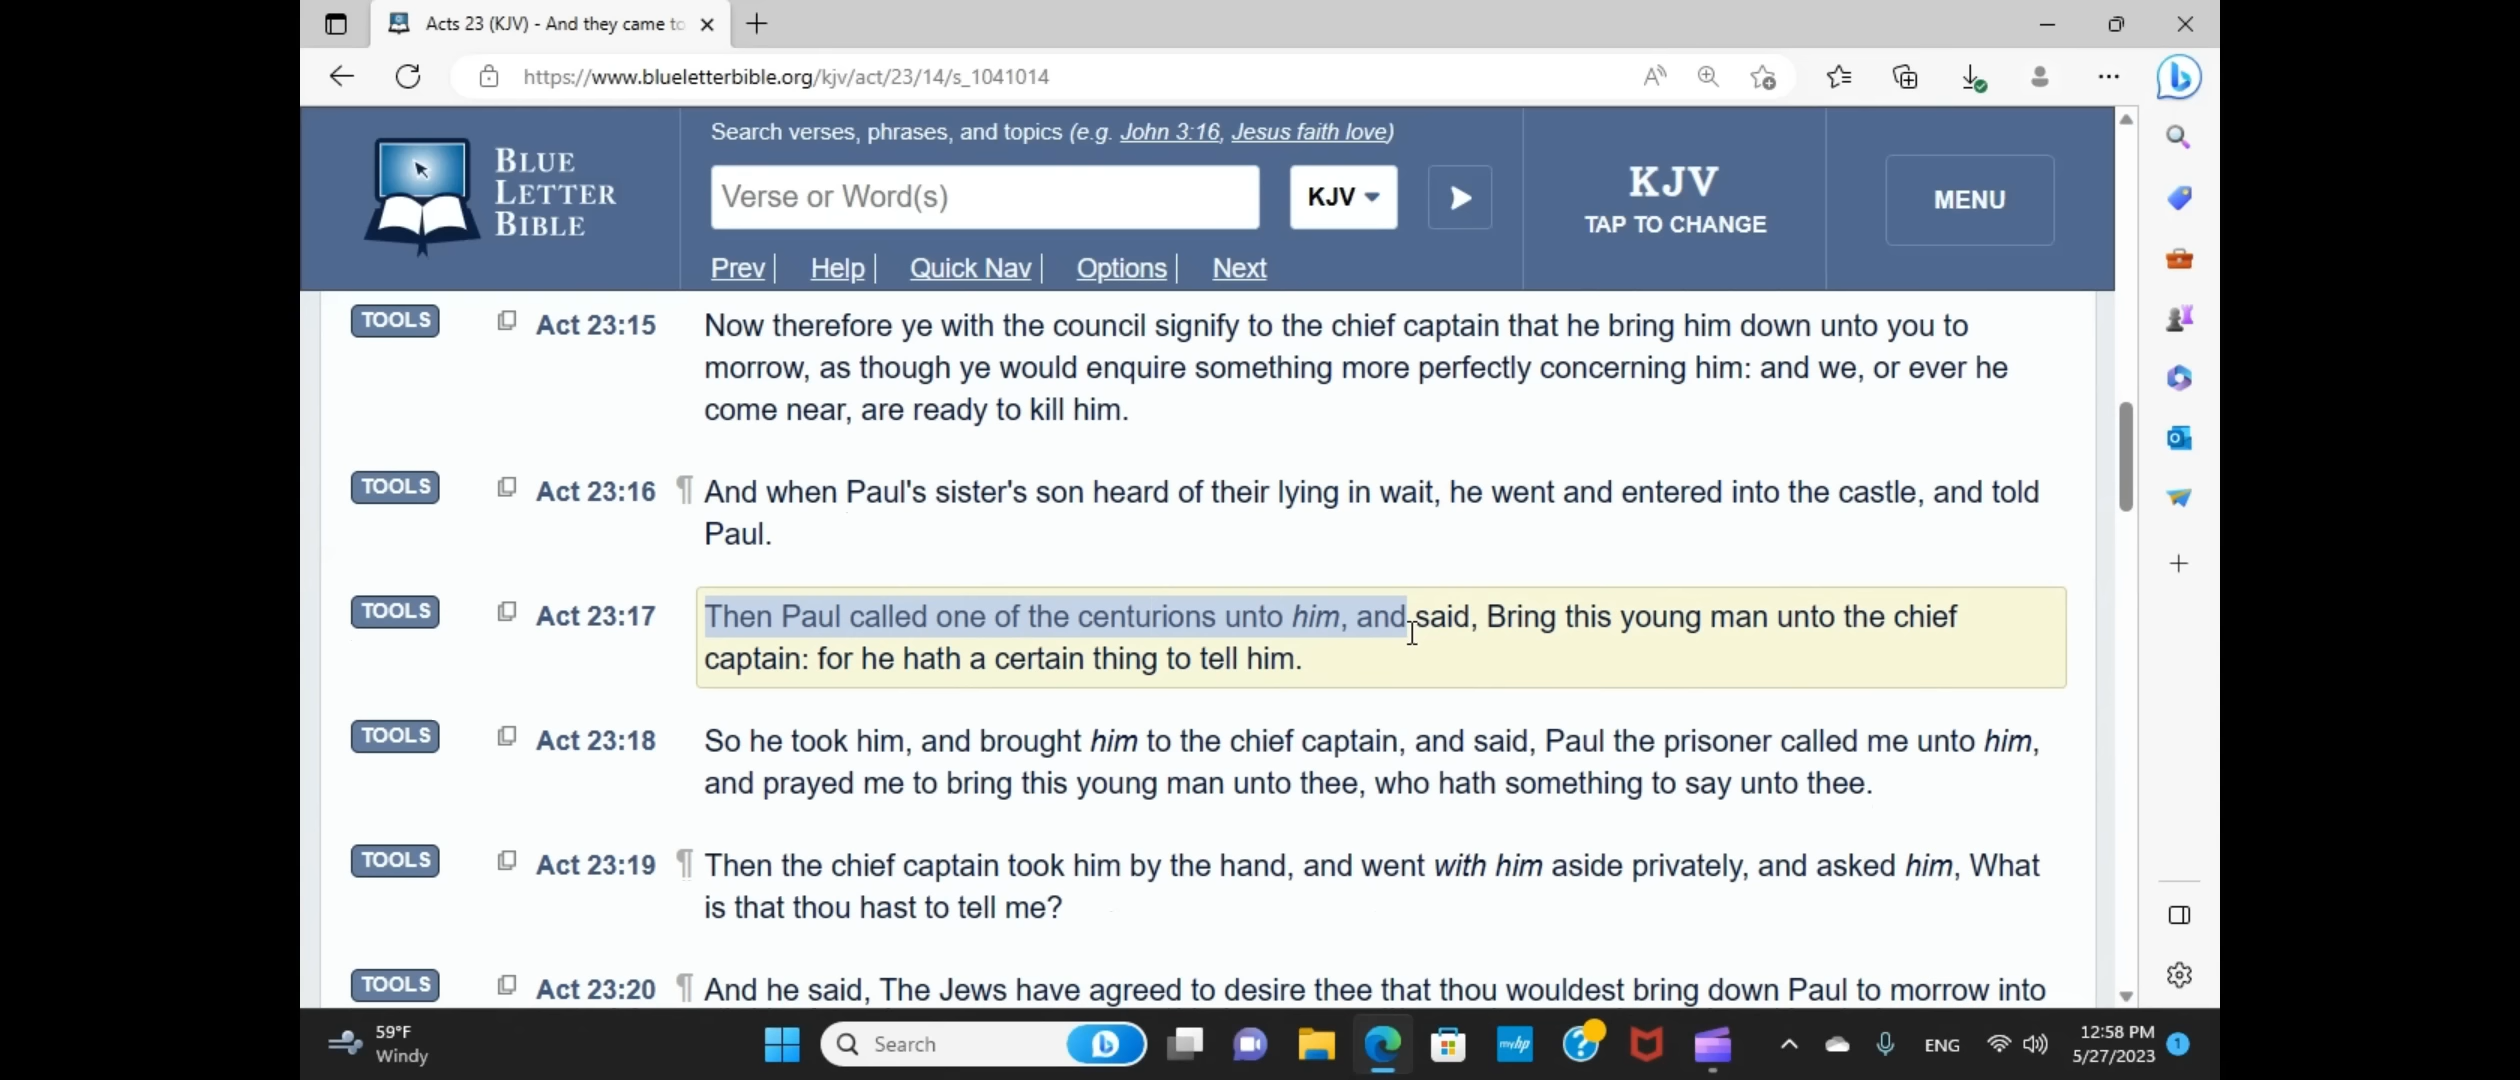 Acts 23 (KJV) - And they came to
https://www.blueletterbible.org/kjv/act/23/14/s_1041014
BLUE
LETTER
BIBLE
Search verses, phrases, and topics (e.g. John 3:16, Jesus faith love)
Verse or Word(s)
KJV
KJV
TAP TO CHANGE
MENU
Prev | Help | Quick Nav | Options | Next
TOOLS Act 23:15 Now therefore ye with the council signify to the chief captain that he bring him down unto you to
morrow, as though ye would enquire something more perfectly concerning him: and we, or ever he
come near, are ready to kill him.
TOOLS Act 23:16 ¶ And when Paul's sister's son heard of their lying in wait, he went and entered into the castle, and told
Paul.
TOOLS Act 23:17 Then Paul called one of the centurions unto him, and said, Bring this young man unto the chief
captain: for he hath a certain thing to tell him.
TOOLS Act 23:18 So he took him, and brought him to the chief captain, and said, Paul the prisoner called me unto him,
and prayed me to bring this young man unto thee, who hath something to say unto thee.
TOOLS Act 23:19 ¶ Then the chief captain took him by the hand, and went with him aside privately, and asked him, What
is that thou hast to tell me?
TOOLS Act 23:20 ¶ And he said, The Jews have agreed to desire thee that thou wouldest bring down Paul to morrow into
59°F
Windy
Search
myhp
ENG
12:58 PM
5/27/2023
1